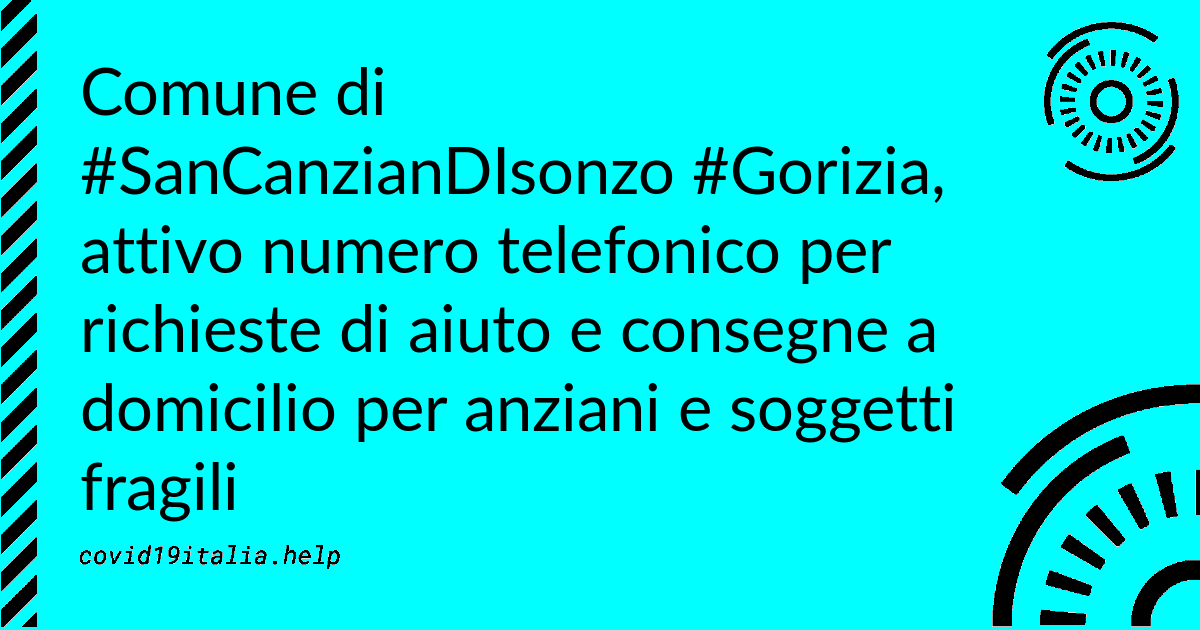 Comune di
#SanCanzianDIsonzo #Gorizia,
attivo numero telefonico per
richieste di aiuto e consegne a
domicilio per anziani e soggetti
fragili
covid19italia.help